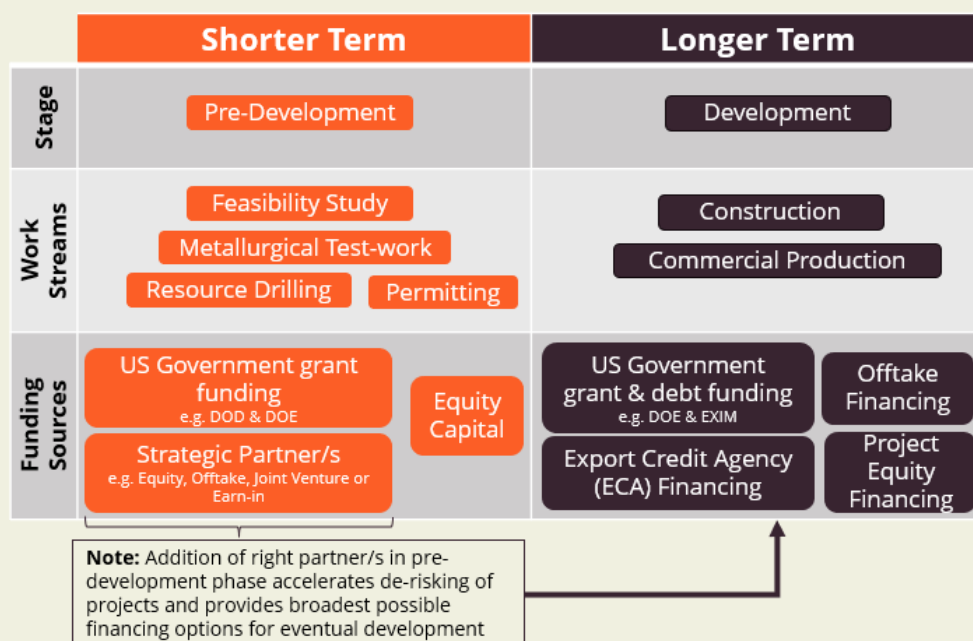 Shorter Term
Longer Term
Stage
Pre-Development
Development
Work
Streams
Feasibility Study
Metallurgical Test-work
Resource Drilling
Permitting
Construction
Commercial Production
Funding
Sources
US Government grant
funding
e.g. DOD & DOE
Strategic Partner/s
e.g. Equity, Offtake, Joint Venture or
Earn-in
Equity
Capital
US Government
grant & debt funding
e.g. DOE & EXIM
Export Credit Agency
(ECA) Financing
Offtake
Financing
Project
Equity
Financing
Note: Addition of right partner/s in pre-
development phase accelerates de-risking of
projects and provides broadest possible
financing options for eventual development